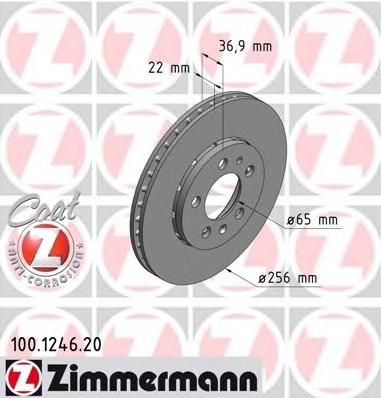 36,9 mm
22 mm
ø65 mm
ø256 mm
Coat
Z
ANTI-CORROSION
100.1246.20
Z Zimmermann